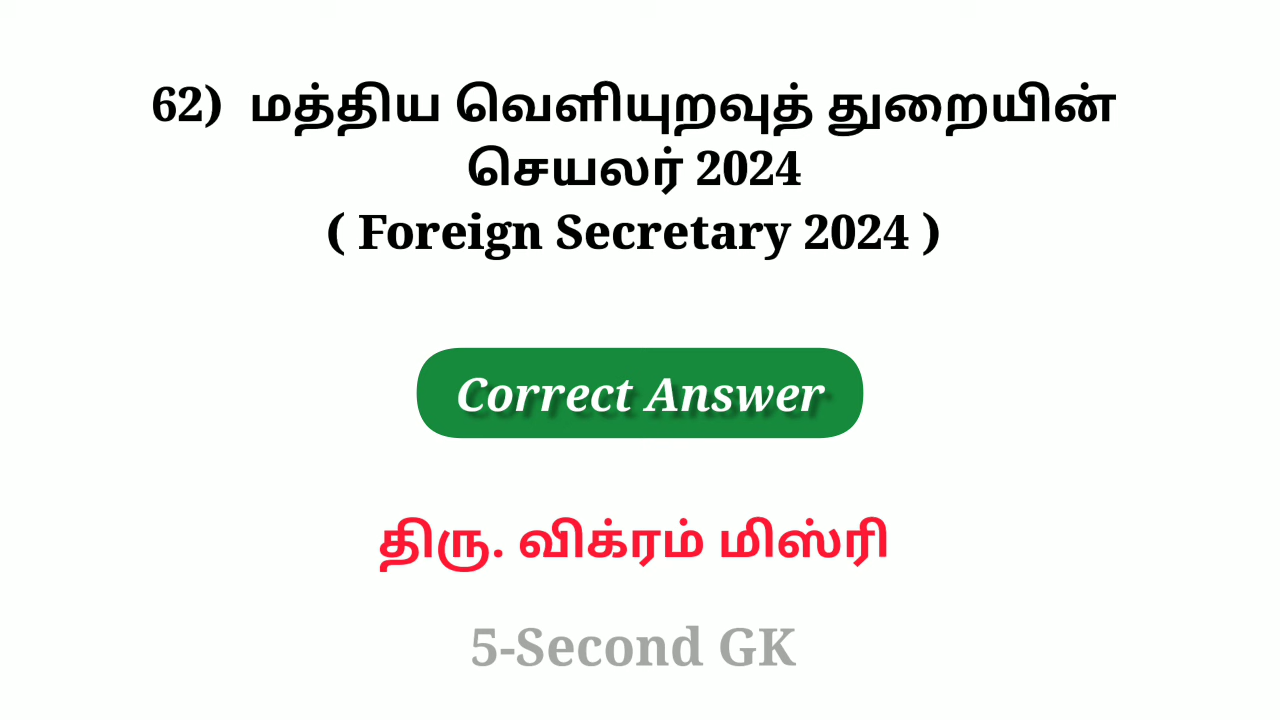 62) மத்திய வெளியுறவுத் துறையின்
செயலர் 2024
( Foreign Secretary 2024 )
Correct Answer
திரு. விக்ரம் மிஸ்ரி
5-Second GK